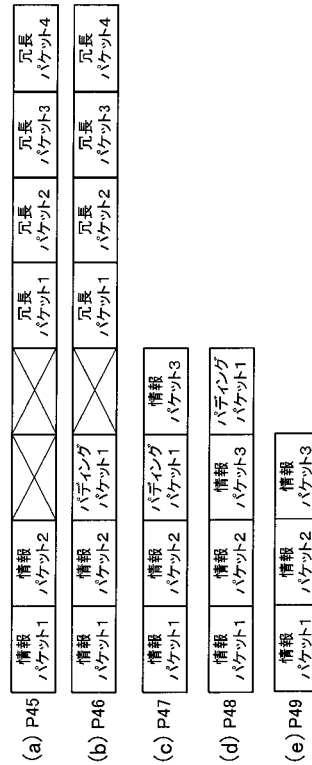 (a) P45
情報
パケット1
情報
パケット2
冗長
パケット1
冗長
パケット2
冗長
パケット3
冗長
パケット4
(b) P46
情報
パケット1
情報
パケット2
パディング
パケット1
冗長
パケット1
冗長
パケット2
冗長
パケット3
冗長
パケット4
(c) P47
情報
パケット1
情報
パケット2
パディング
パケット1
情報
パケット3
(d) P48
情報
パケット1
情報
パケット2
情報
パケット3
パディング
パケット1
(e) P49
情報
パケット1
情報
パケット2
情報
パケット3